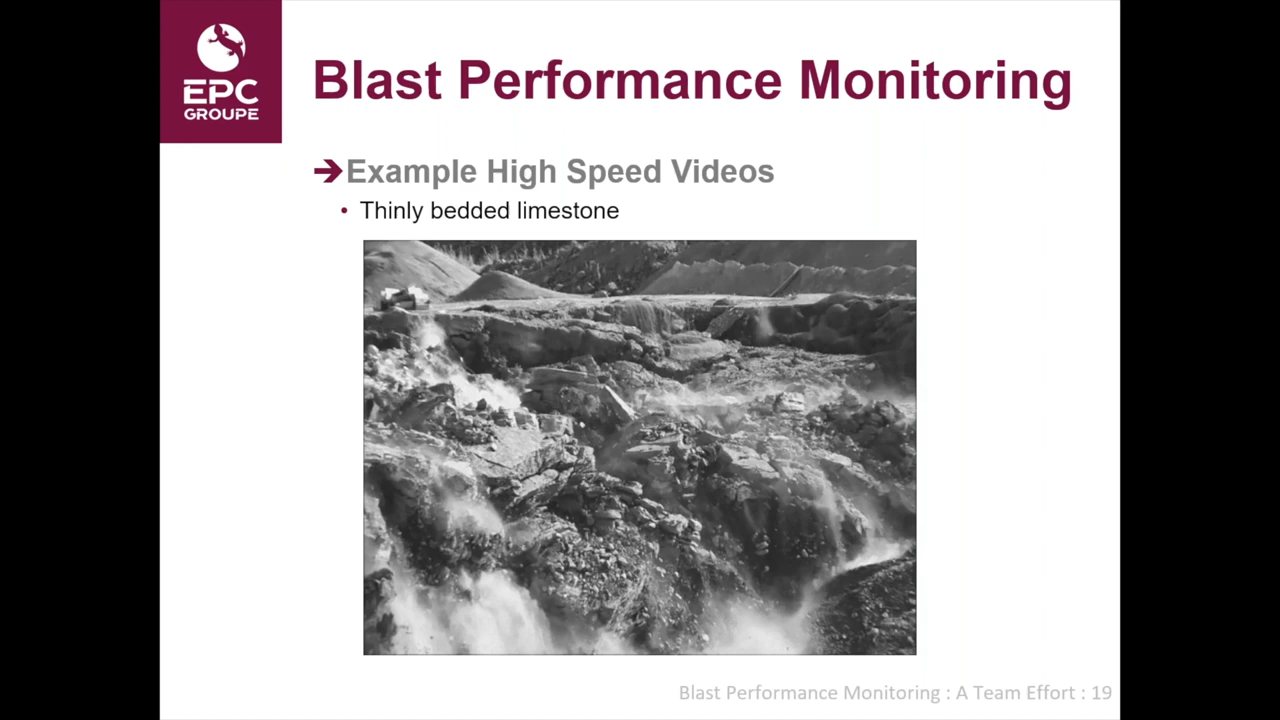 EPC
GROUPE
Blast Performance Monitoring
➔Example High Speed Videos
• Thinly bedded limestone
Blast Performance Monitoring : A Team Effort : 19